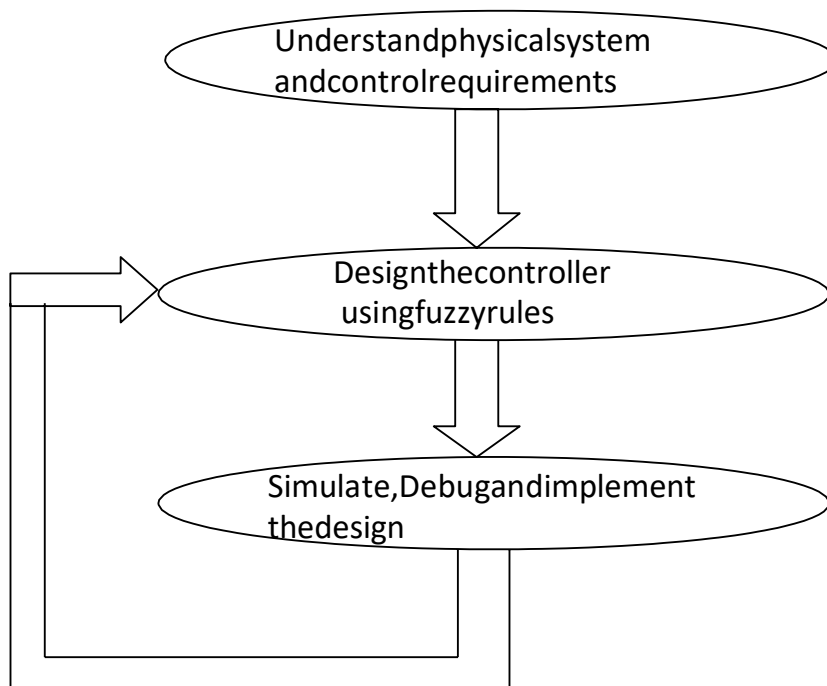 Understandphysicalsystem
andcontrolrequirements
Designthecontroller
usingfuzzyrules
Simulate,Debugandimplement
thedesign